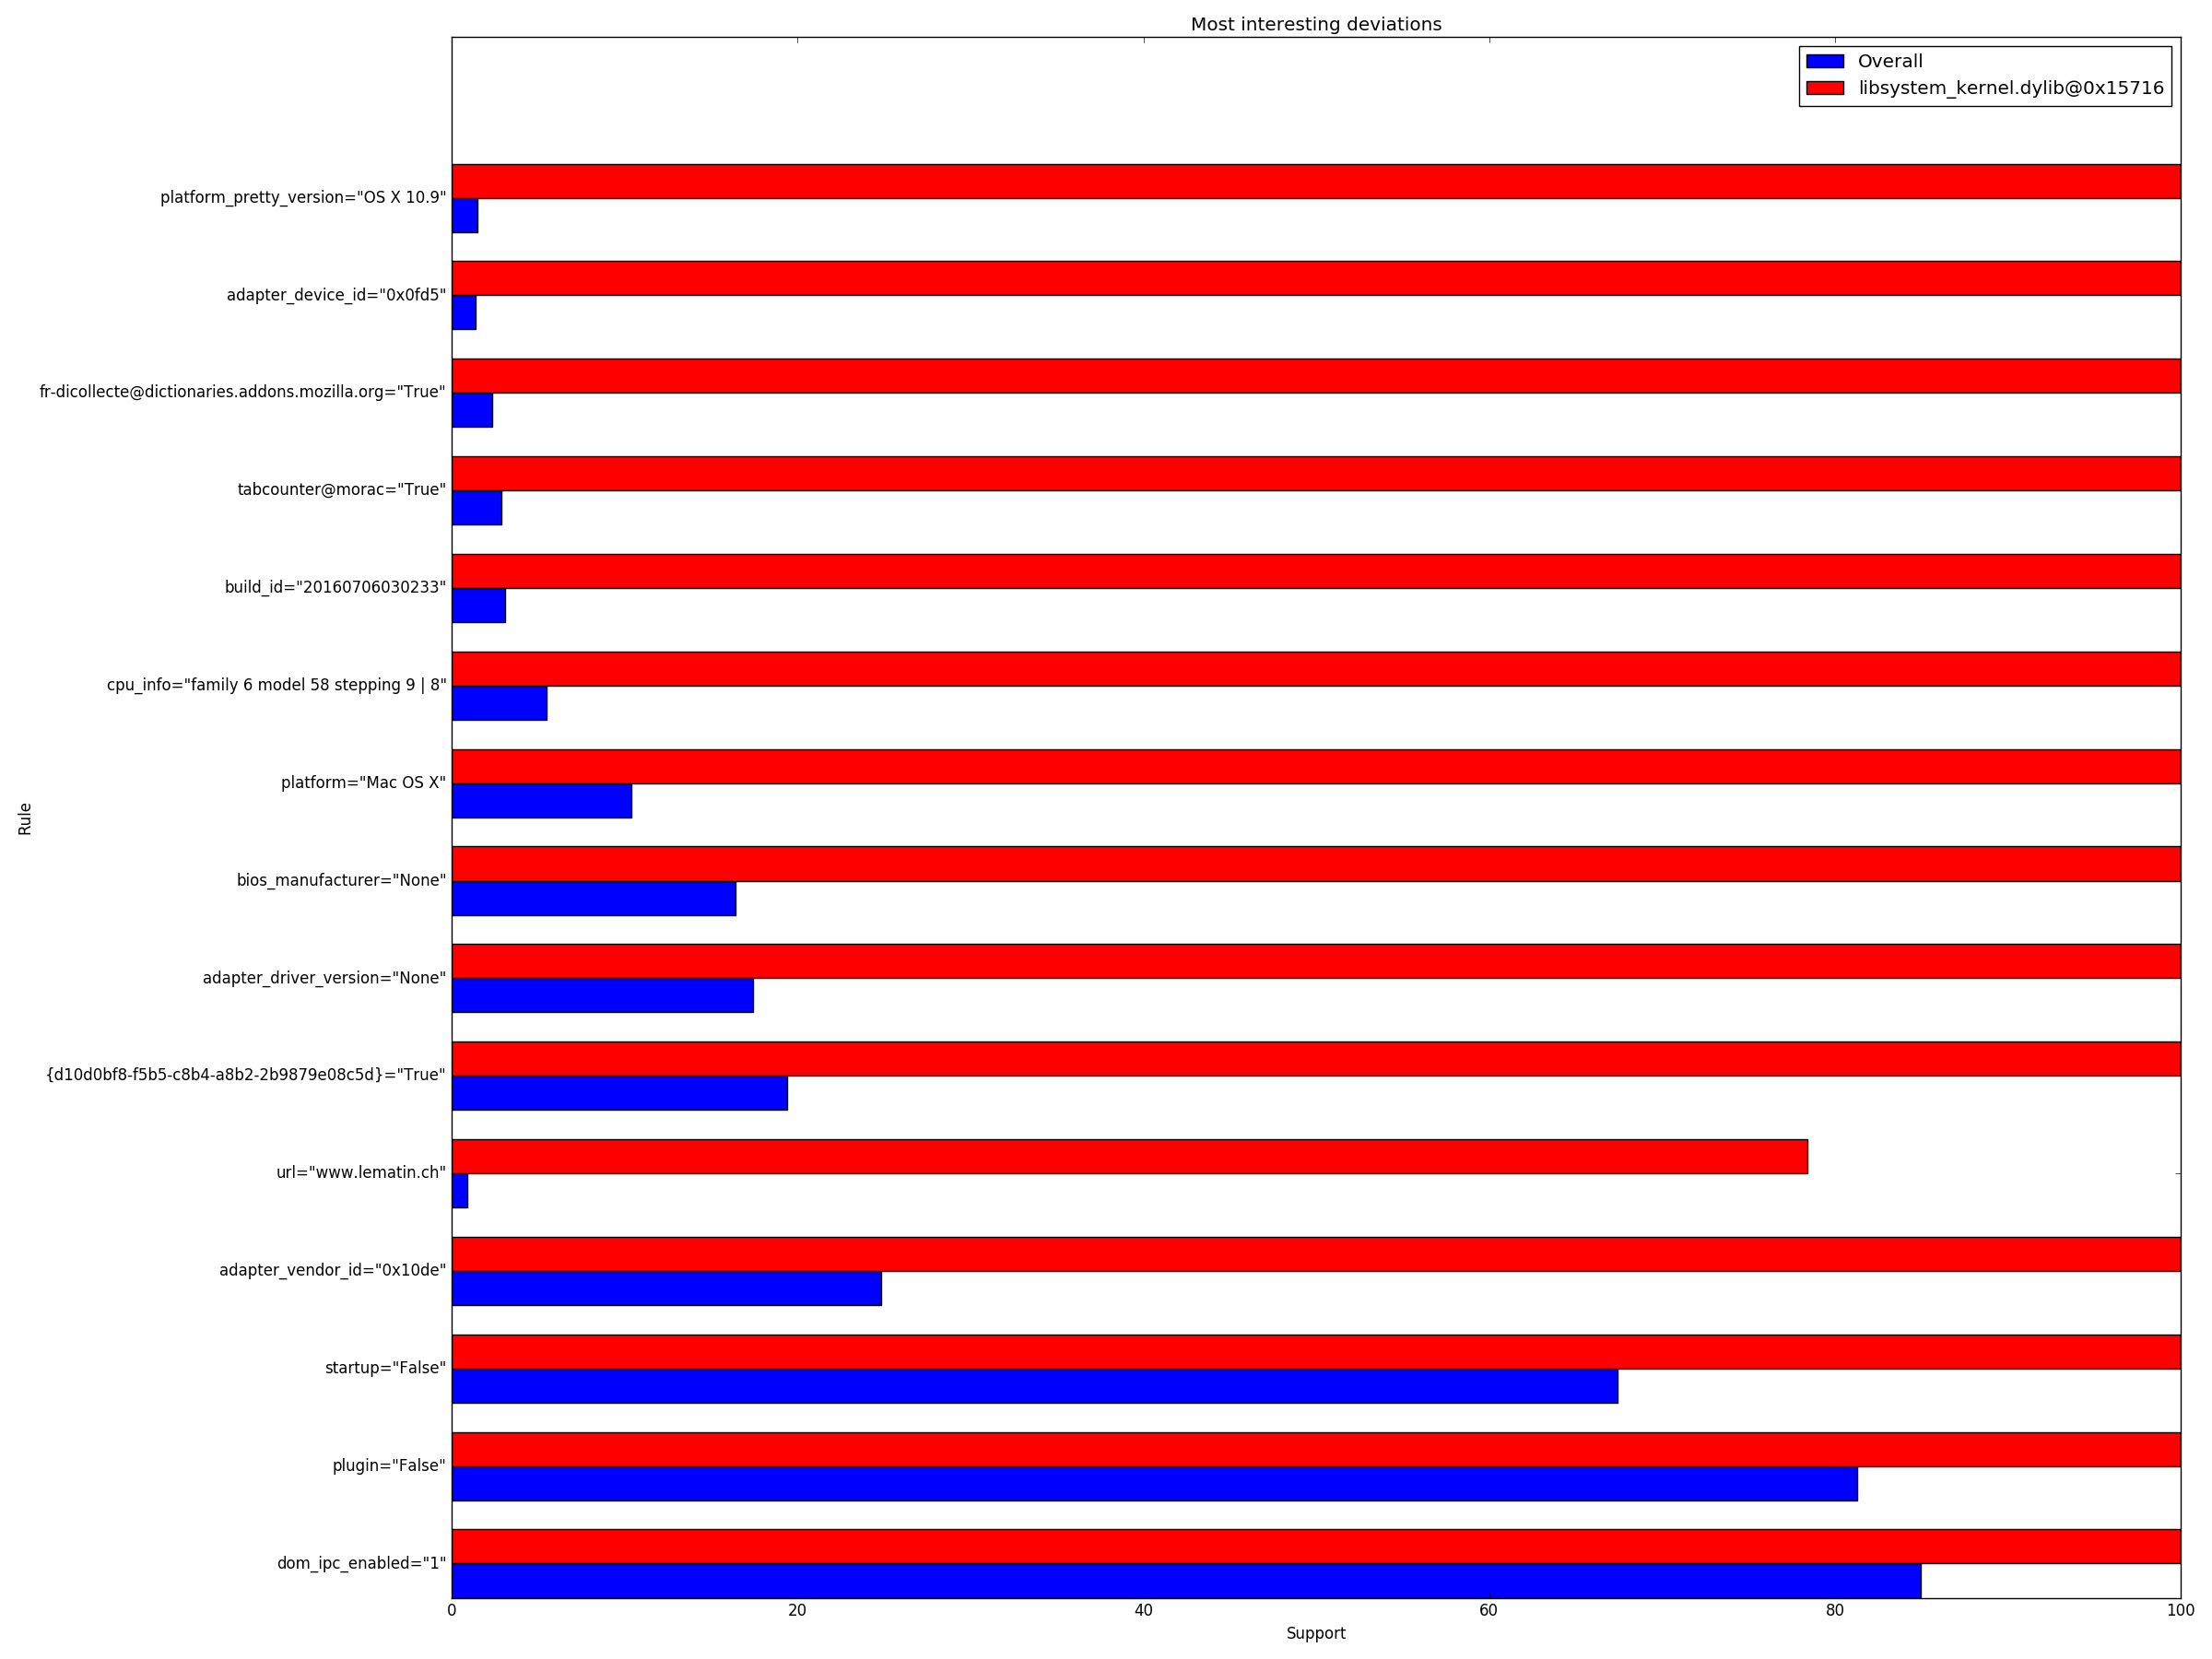 Most interesting deviations
Overall
libsystem_kernel.dylib@0x15716
platform_pretty_version="OS X 10.9"
adapter_device_id="0x0fd5"
fr-dicollecte@dictionaries.addons.mozilla.org="True"
tabcounter@morac="True"
build_id="20160706030233"
cpu_info="family 6 model 58 stepping 9 | 8"
platform="Mac OS X"
bios_manufacturer="None"
adapter_driver_version="None"
{d10d0bf8-f5b5-c8b4-a8b2-2b9879e08c5d}="True"
url="www.lematin.ch"
adapter_vendor_id="0x10de"
startup="False"
plugin="False"
dom_ipc_enabled="1"
Rule
0 20 40 60 80 100
Support